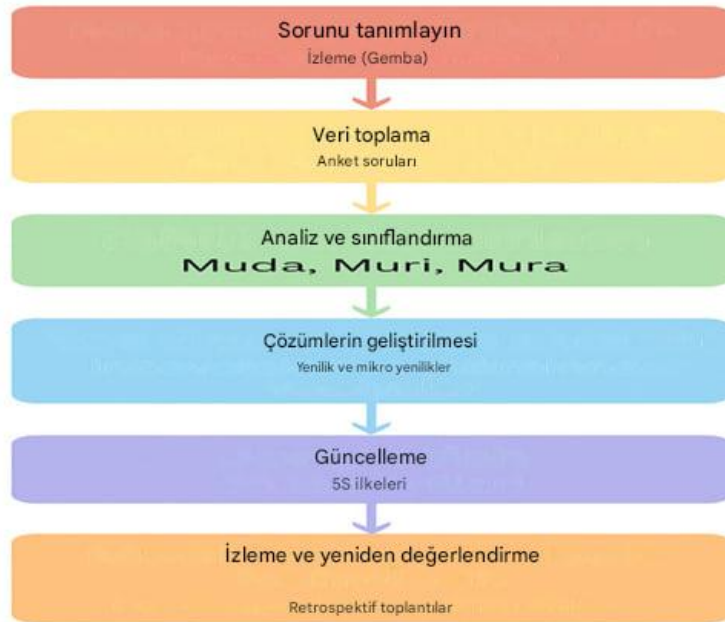 Sorunu tanımlayın
İzleme (Gemba)
Veri toplama
Anket soruları
Analiz ve sınıflandırma
Muda, Muri, Mura
Çözümlerin geliştirilmesi
Yenilik ve mikro yenilikler
Güncelleme
5S ilkeleri
İzleme ve yeniden değerlendirme
Retrospektif toplantılar